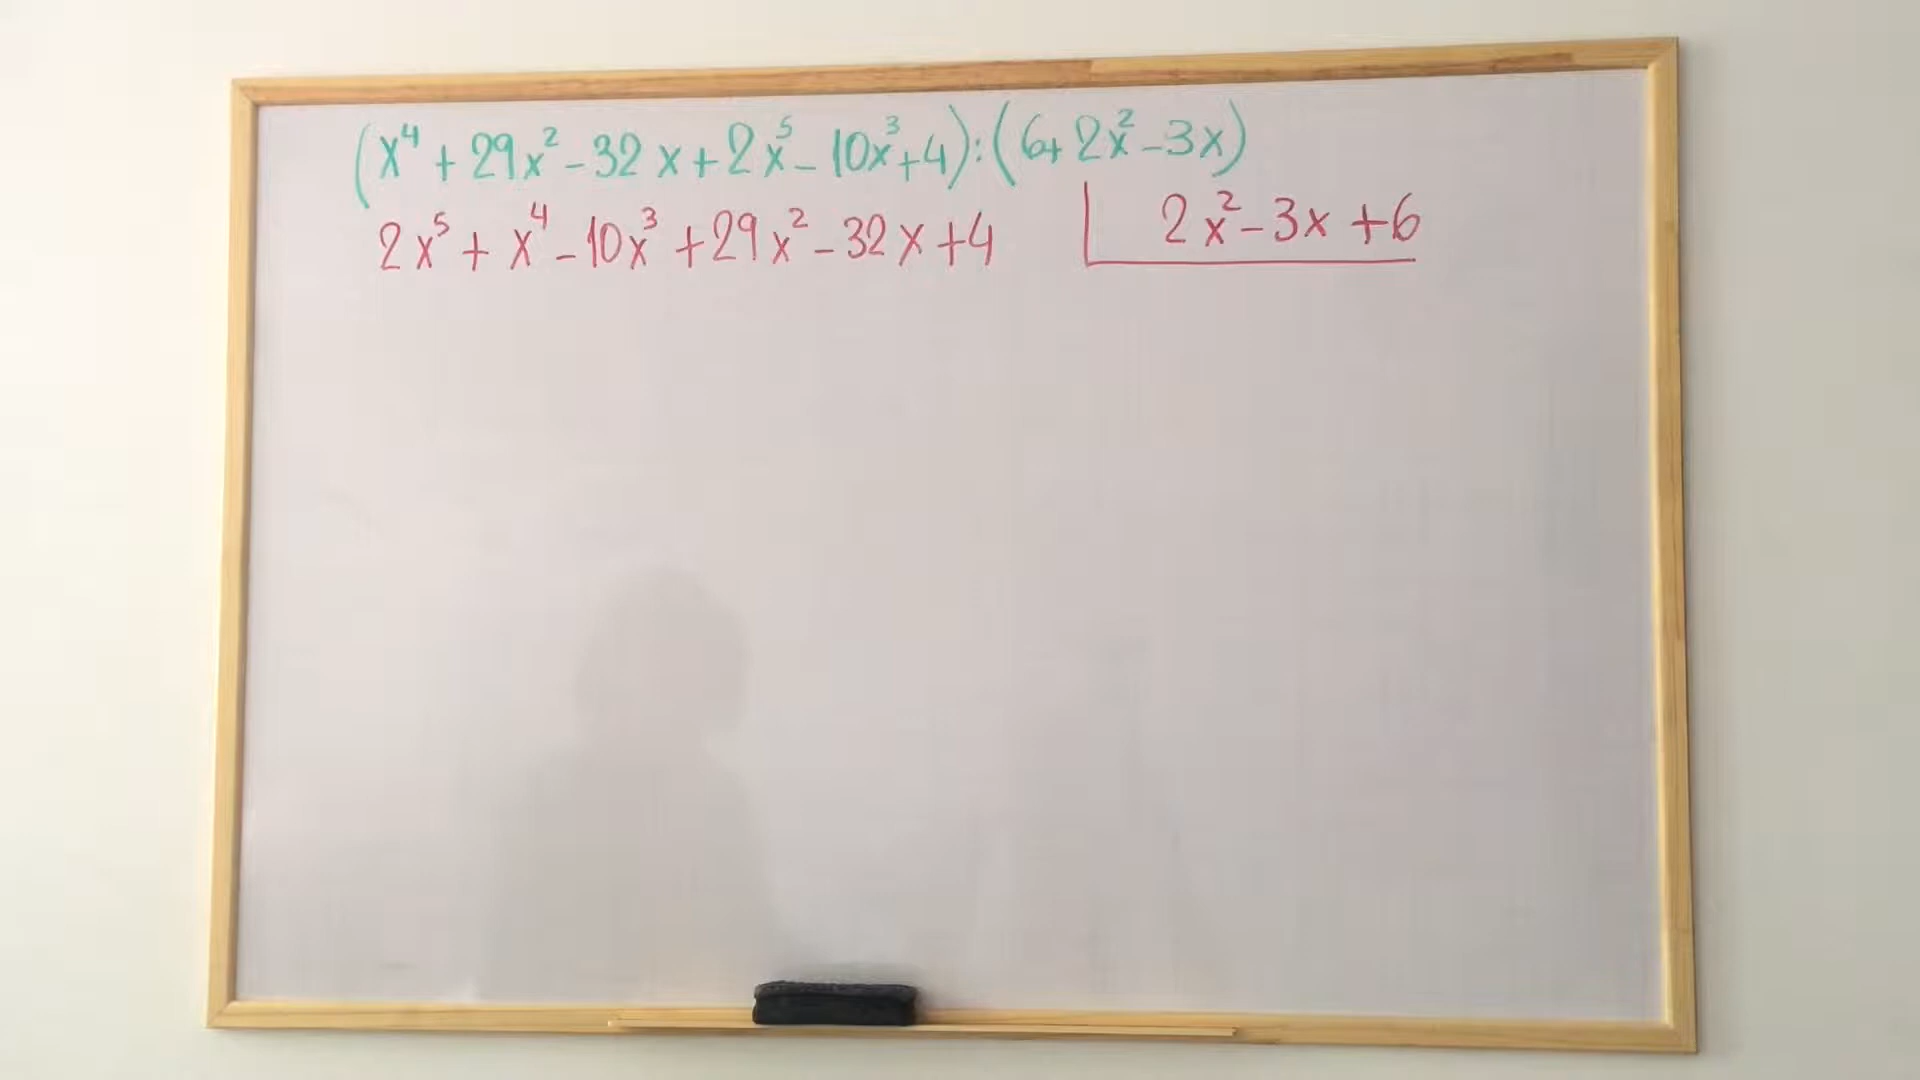 (x⁴ + 29x² - 32x + 2x⁵ - 10x³ + 4) : (6 + 2x² - 3x)
2x⁵ + x⁴ - 10x³ + 29x² - 32x + 4 | 2x² - 3x + 6